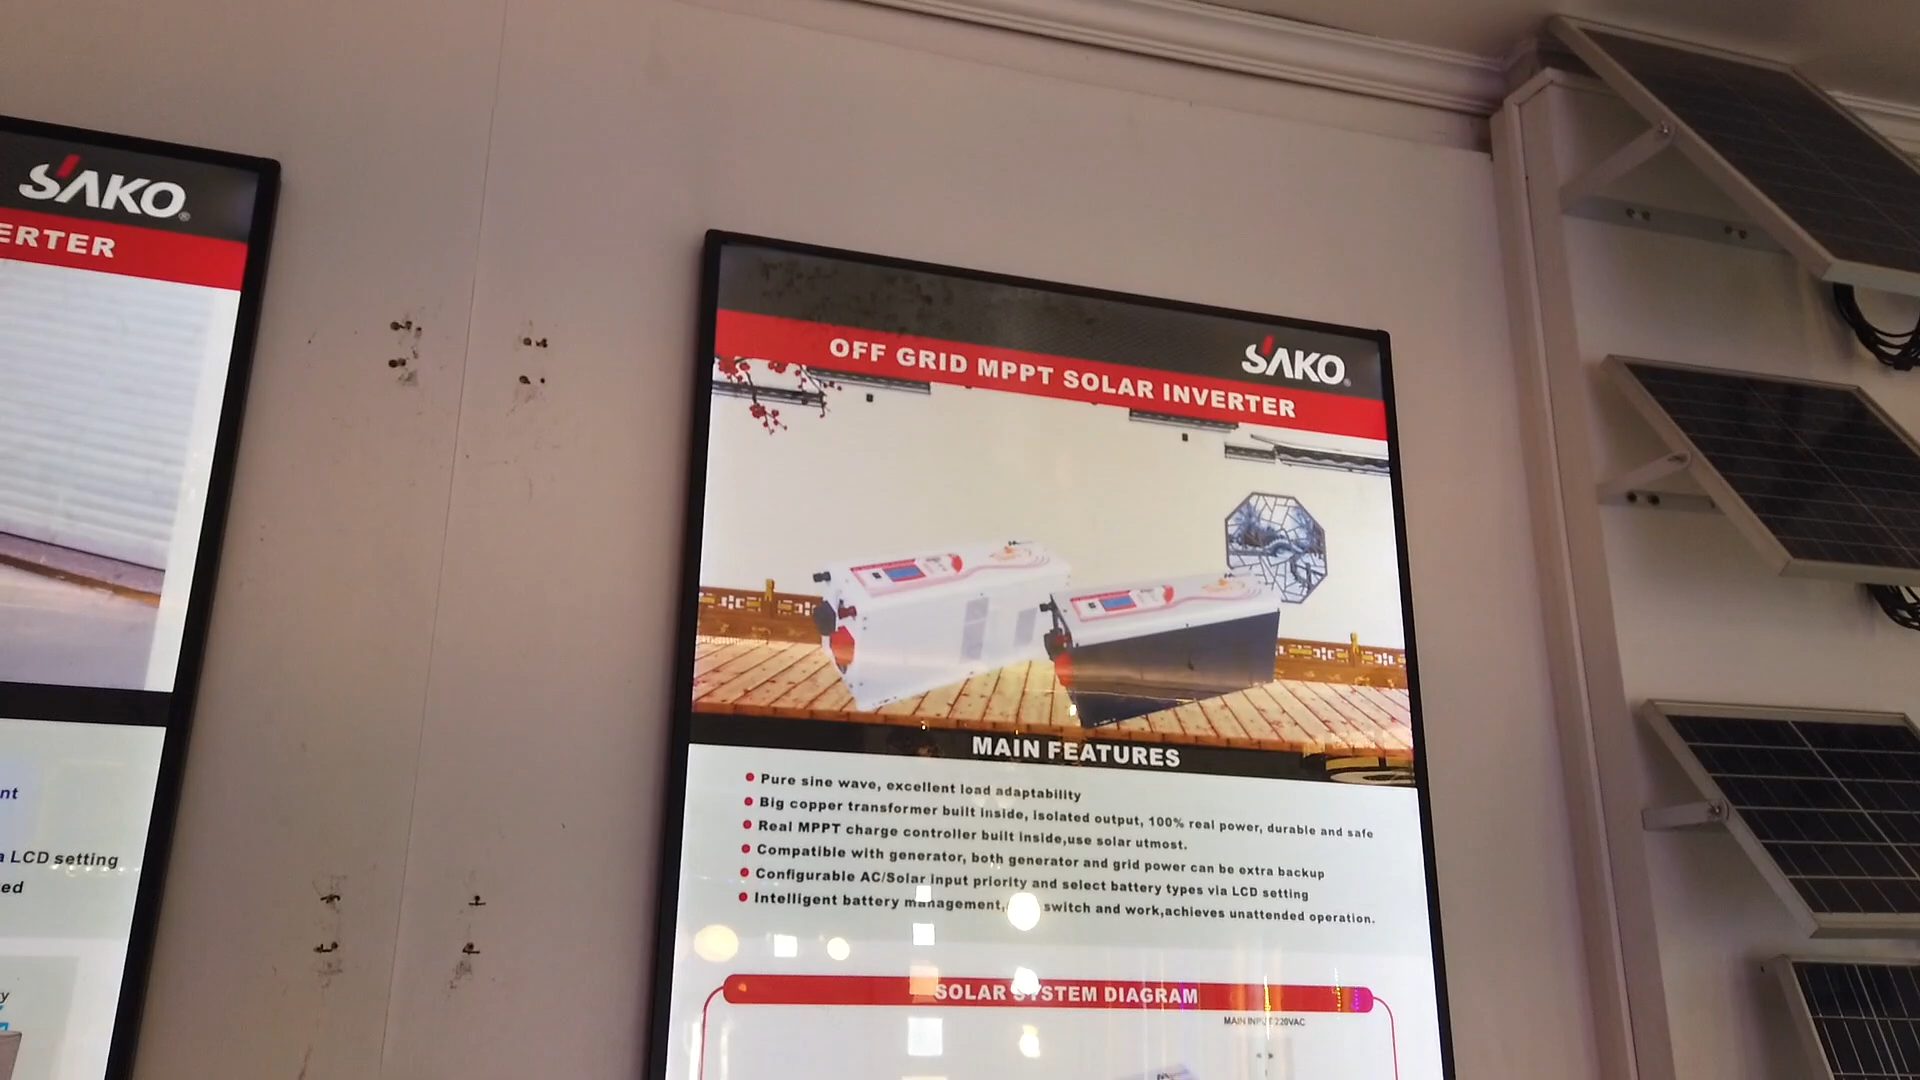 SAKO
ERTER
nt
a LCD setting
ed
y
SAKO
OFF GRID MPPT SOLAR INVERTER
MAIN FEATURES
Pure sine wave, excellent load adaptability
Big copper transformer built inside, isolated output, 100% real power, durable and safe
Real MPPT charge controller built inside,use solar utmost.
Compatible with generator, both generator and grid power can be extra backup
Configurable AC/Solar input priority and select battery types via LCD setting
Intelligent battery management, switch and work,achieves unattended operation.
SOLAR SYSTEM DIAGRAM
MAIN INPUT 220VAC